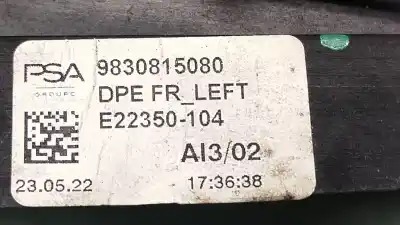 PSA 9830815080
GROUPE DPE FR_LEFT
E22350-104
AI3/02
23.05.22 17:36:38